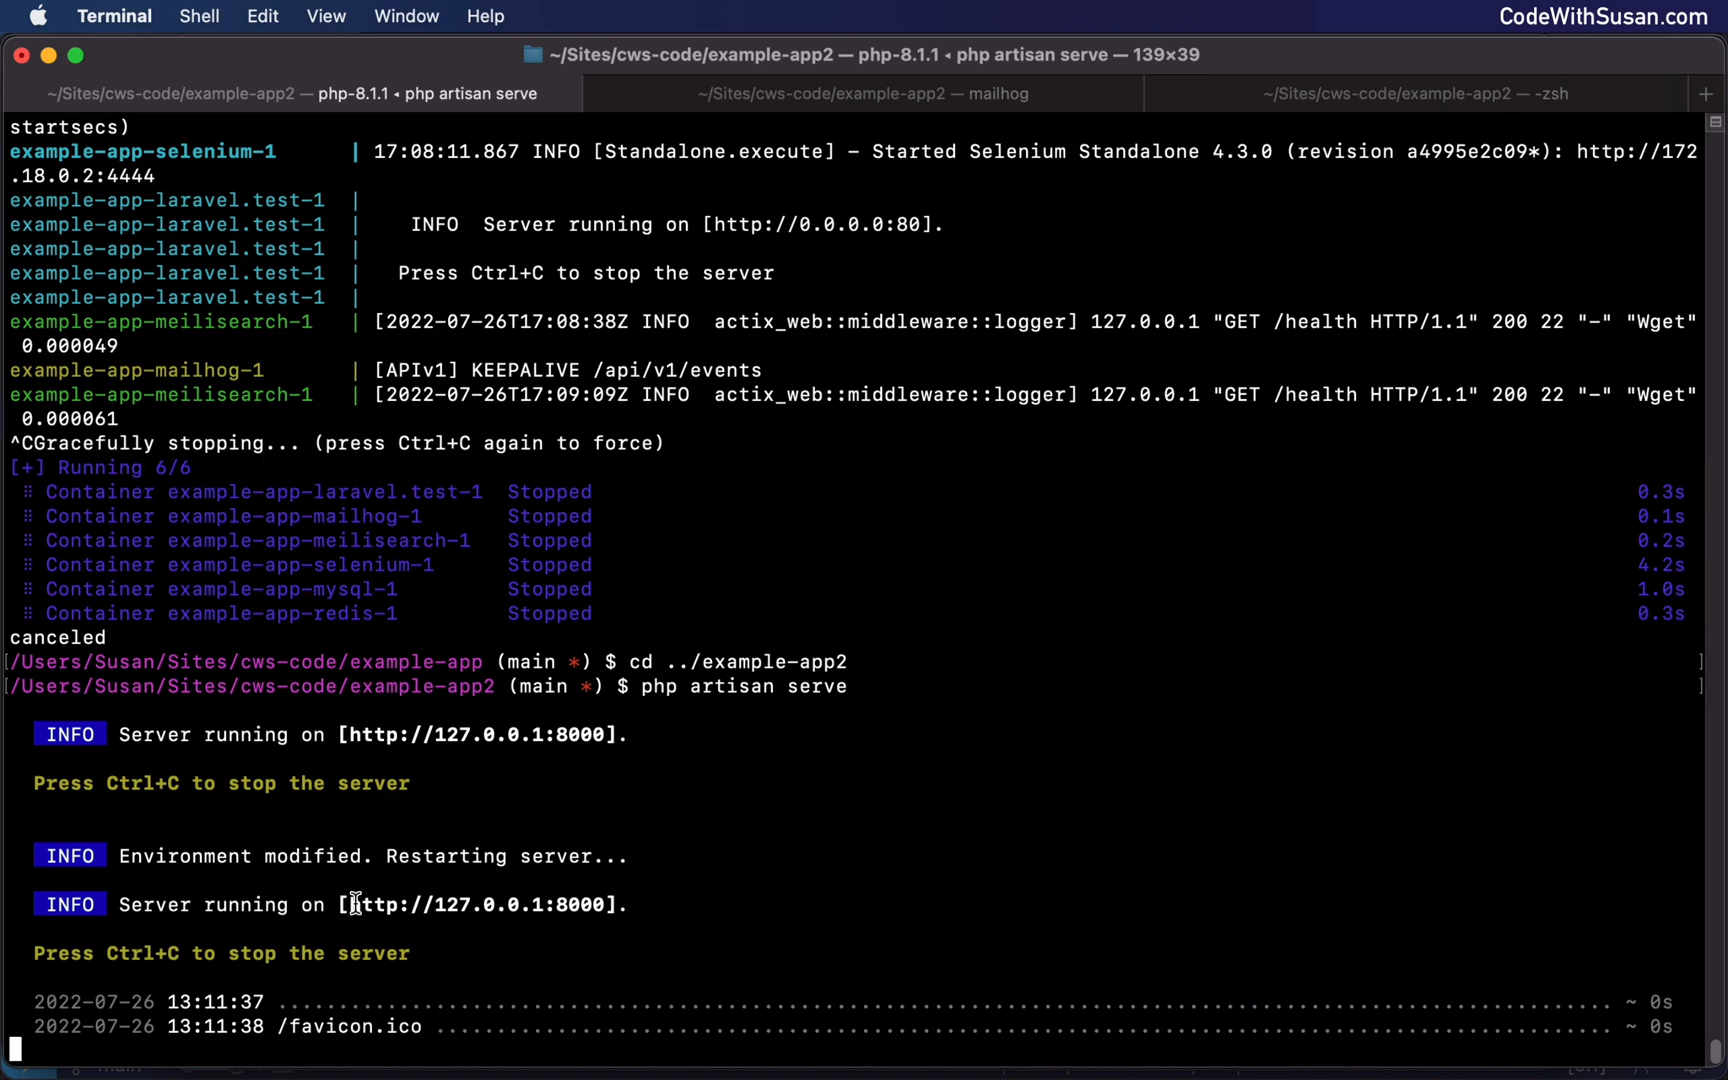 Terminal Shell Edit View Window Help CodeWithSusan.com
~/Sites/cws-code/example-app2 — php-8.1.1 ◂ php artisan serve — 139×39
~/Sites/cws-code/example-app2 — php-8.1.1 ◂ php artisan serve ~/Sites/cws-code/example-app2 — mailhog ~/Sites/cws-code/example-app2 — -zsh +
startsecs)
example-app-selenium-1 | 17:08:11.867 INFO [Standalone.execute] – Started Selenium Standalone 4.3.0 (revision a4995e2c09*): http://172
.18.0.2:4444
example-app-laravel.test-1 |
example-app-laravel.test-1 | INFO Server running on [http://0.0.0.0:80].
example-app-laravel.test-1 |
example-app-laravel.test-1 | Press Ctrl+C to stop the server
example-app-laravel.test-1 |
example-app-meilisearch-1 | [2022-07-26T17:08:38Z INFO actix_web::middleware::logger] 127.0.0.1 "GET /health HTTP/1.1" 200 22 "-" "Wget"
0.000049
example-app-mailhog-1 | [APIv1] KEEPALIVE /api/v1/events
example-app-meilisearch-1 | [2022-07-26T17:09:09Z INFO actix_web::middleware::logger] 127.0.0.1 "GET /health HTTP/1.1" 200 22 "-" "Wget"
0.000061
^CGracefully stopping... (press Ctrl+C again to force)
[+] Running 6/6
⠿ Container example-app-laravel.test-1 Stopped 0.3s
⠿ Container example-app-mailhog-1 Stopped 0.1s
⠿ Container example-app-meilisearch-1 Stopped 0.2s
⠿ Container example-app-selenium-1 Stopped 4.2s
⠿ Container example-app-mysql-1 Stopped 1.0s
⠿ Container example-app-redis-1 Stopped 0.3s
canceled
[/Users/Susan/Sites/cws-code/example-app (main *) $ cd ../example-app2 ]
[/Users/Susan/Sites/cws-code/example-app2 (main *) $ php artisan serve ]
INFO Server running on [http://127.0.0.1:8000].
Press Ctrl+C to stop the server
INFO Environment modified. Restarting server...
INFO Server running on [http://127.0.0.1:8000].
Press Ctrl+C to stop the server
2022-07-26 13:11:37 .............................................................................................................. ~ 0s
2022-07-26 13:11:38 /favicon.ico ................................................................................................. ~ 0s